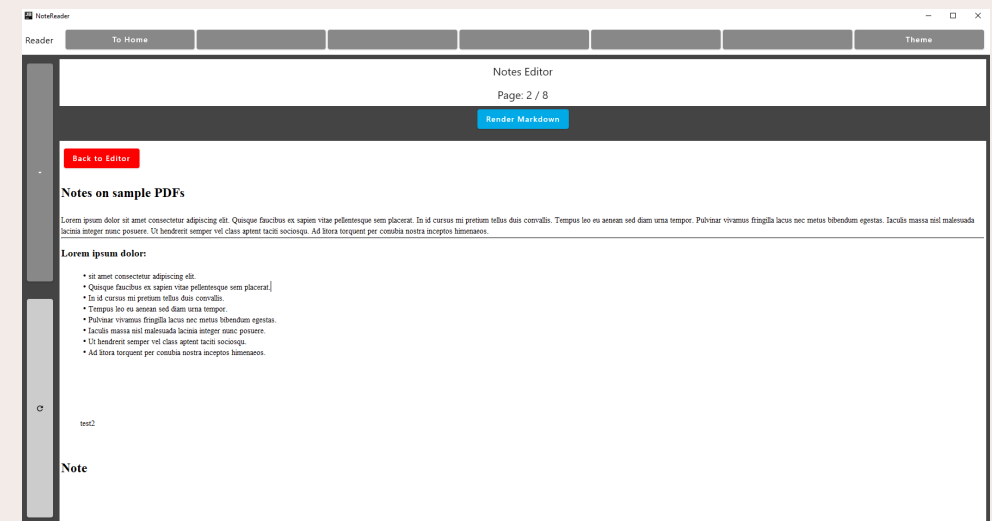 NoteReader
Reader
To Home
Theme
Notes Editor
Page: 2 / 8
Render Markdown
Back to Editor
Notes on sample PDFs
Lorem ipsum dolor sit amet consectetur adipiscing elit. Quisque faucibus ex sapien vitae pellentesque sem placerat. In id cursus mi pretium tellus duis convallis. Tempus leo eu aenean sed diam urna tempor. Pulvinar vivamus fringilla lacus nec metus bibendum egestas. Iaculis massa nisl malesuada
lacinia integer nunc posuere. Ut hendrerit semper vel class aptent taciti sociosqu. Ad litora torquent per conubia nostra inceptos himenaeos.
Lorem ipsum dolor:
• sit amet consectetur adipiscing elit.
• Quisque faucibus ex sapien vitae pellentesque sem placerat.
• In id cursus mi pretium tellus duis convallis.
• Tempus leo eu aenean sed diam urna tempor.
• Pulvinar vivamus fringilla lacus nec metus bibendum egestas.
• Iaculis massa nisl malesuada lacinia integer nunc posuere.
• Ut hendrerit semper vel class aptent taciti sociosqu.
• Ad litora torquent per conubia nostra inceptos himenaeos.
test2
Note